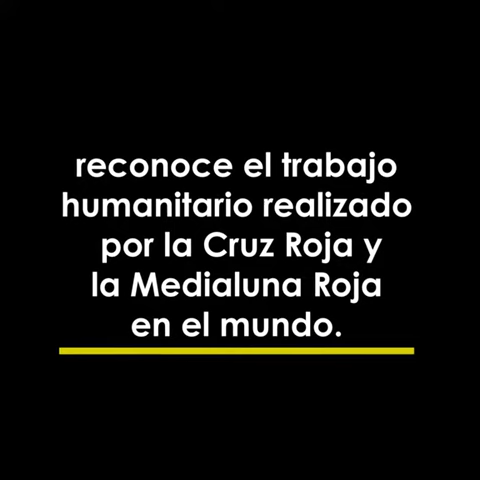 reconoce el trabajo
humanitario realizado
por la Cruz Roja y
la Medialuna Roja
en el mundo.